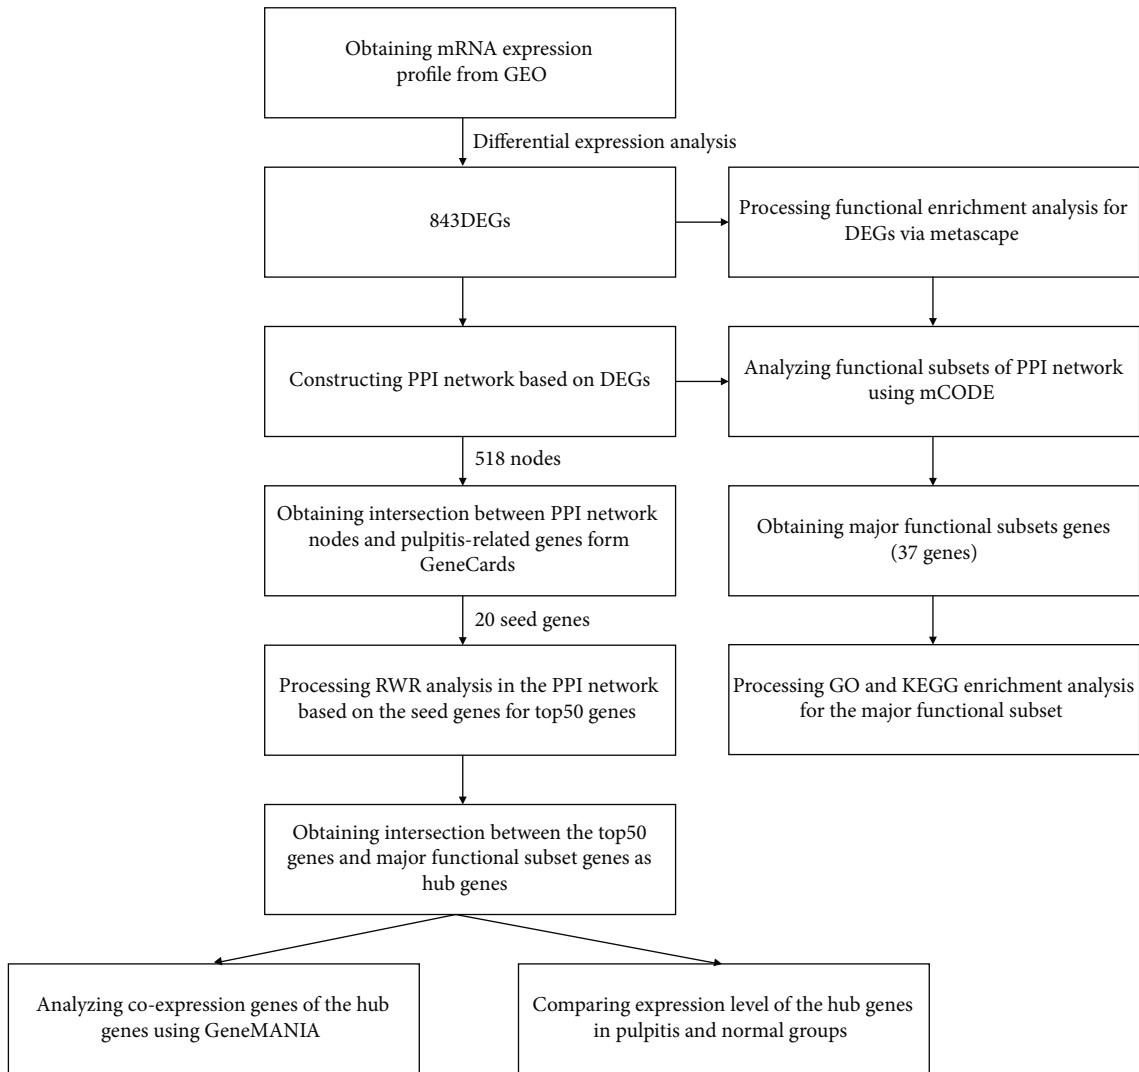 Obtaining mRNA expression
profile from GEO
Differential expression analysis
843DEGs
Processing functional enrichment analysis for
DEGs via metascape
Constructing PPI network based on DEGs
Analyzing functional subsets of PPI network
using mCODE
518 nodes
Obtaining intersection between PPI network
nodes and pulpitis-related genes form
GeneCards
Obtaining major functional subsets genes
(37 genes)
20 seed genes
Processing RWR analysis in the PPI network
based on the seed genes for top50 genes
Processing GO and KEGG enrichment analysis
for the major functional subset
Obtaining intersection between the top50
genes and major functional subset genes as
hub genes
Analyzing co-expression genes of the hub
genes using GeneMANIA
Comparing expression level of the hub genes
in pulpitis and normal groups